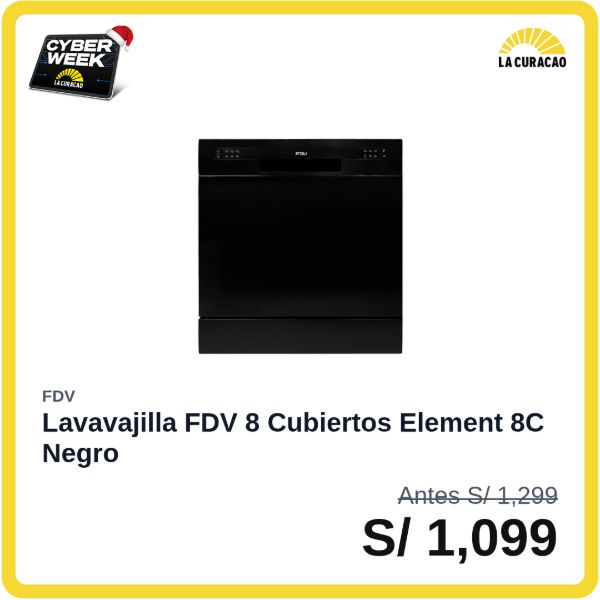 CYBER
WEEK
LA CURACAO
LA CURACAO
FDV
FDV
Lavavajilla FDV 8 Cubiertos Element 8C
Negro
Antes S/ 1,299
S/ 1,099